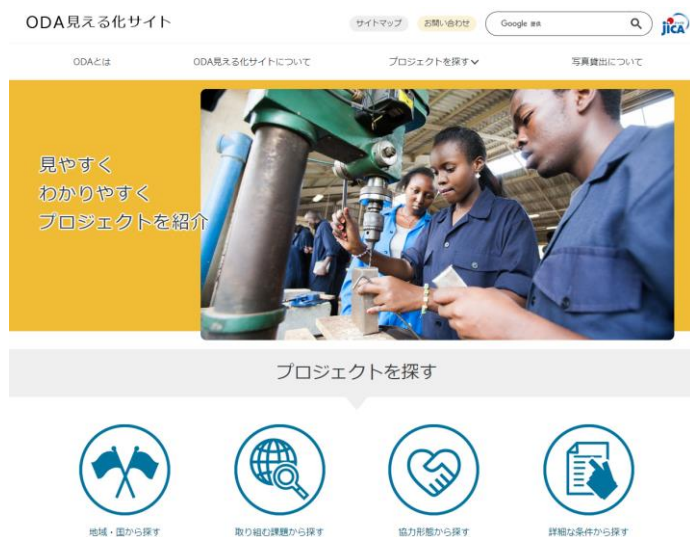 ODA見える化サイト
サイトマップ
お問い合わせ
Google 提供
jICA
ODAとは
ODA見える化サイトについて
プロジェクトを探す
写真貸出について
見やすく
わかりやすく
プロジェクトを紹介
プロジェクトを探す
地域・国から探す
取り組む課題から探す
協力形態から探す
詳細な条件から探す